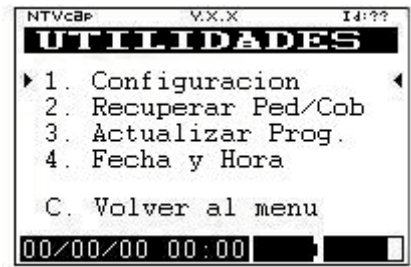 NTVcap V.X.X Id:??
UTILIDADES
1. Configuracion
2. Recuperar Ped/Cob
3. Actualizar Prog.
4. Fecha y Hora
C. Volver al menu
00/00/00 00:00